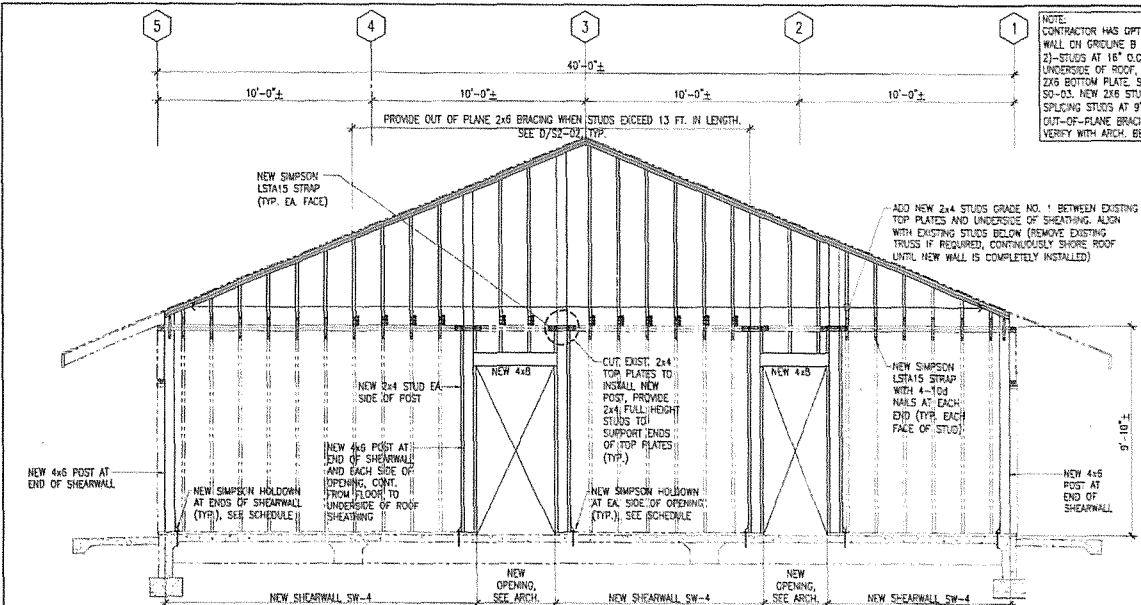 5
4
3
2
1
NOTE:
CONTRACTOR HAS OPT
WALL ON GRIDLINE B
2)-STUDS AT 16" O.C
UNDERSIDE OF ROOF,
2X6 BOTTOM PLATE. S
S0-03. NEW 2X6 STU
SPLICING STUDS AT 9'
OUT-OF-PLANE BRACI
VERIFY WITH ARCH. BE
40'-0"±
10'-0"±
10'-0"±
10'-0"±
10'-0"±
PROVIDE OUT OF PLANE 2x6 BRACING WHEN STUDS EXCEED 13 FT. IN LENGTH.
SEE D/S2-02, TYP.
NEW SIMPSON
LSTA15 STRAP
(TYP. EA. FACE)
ADD NEW 2x4 STUDS GRADE NO. 1 BETWEEN EXISTING
TOP PLATES AND UNDERSIDE OF SHEATHING. ALIGN
WITH EXISTING STUDS BELOW (REMOVE EXISTING
TRUSS IF REQUIRED, CONTINUOUSLY SHORE ROOF
UNTIL NEW WALL IS COMPLETELY INSTALLED)
NEW 4x8
NEW 4x8
NEW 2x4 STUD EA.
SIDE OF POST
CUT EXIST. 2x4
TOP PLATES TO
INSTALL NEW
POST, PROVIDE
2x4 FULL HEIGHT
STUDS TO
SUPPORT ENDS
OF TOP PLATES
(TYP.)
NEW SIMPSON
LSTA15 STRAP
WITH 4-10d
NAILS AT EACH
END (TYP. EACH
FACE OF STUD)
9'-10"±
NEW 4x6 POST AT
END OF SHEARWALL
NEW 4x6 POST AT
END OF SHEARWALL
AND EACH SIDE OF
OPENING, CONT.
FROM FLOOR TO
UNDERSIDE OF ROOF
SHEATHING
NEW SIMPSON HOLDOWN
AT ENDS OF SHEARWALL
(TYP.), SEE SCHEDULE
NEW SIMPSON HOLDOWN
AT EA. SIDE OF OPENING
(TYP.), SEE SCHEDULE
NEW 4x6
POST AT
END OF
SHEARWALL
NEW SHEARWALL SW-4
NEW
OPENING,
SEE ARCH.
NEW SHEARWALL SW-4
NEW
OPENING,
SEE ARCH.
NEW SHEARWALL SW-4